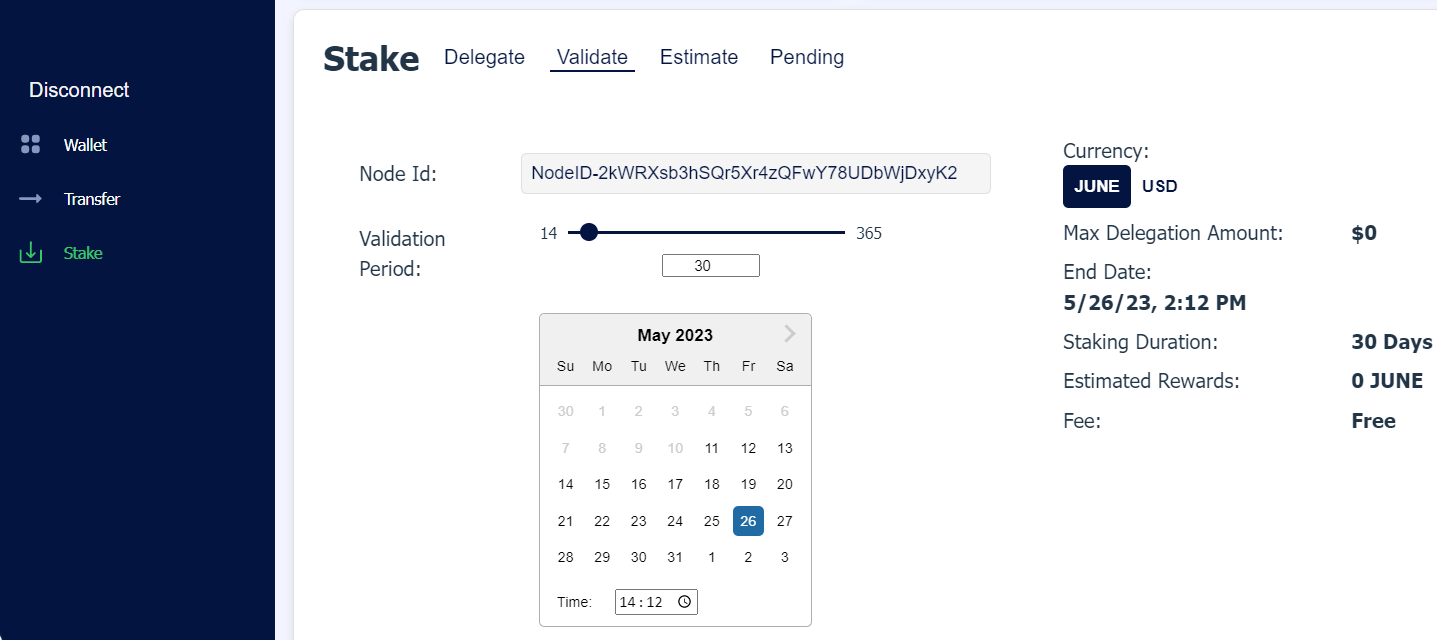 Disconnect
Wallet
Transfer
Stake
Stake Delegate Validate Estimate Pending
Node Id: NodeID-2kWRXsb3hSQr5Xr4zQFwY78UDbWjDxyK2
Validation Period:
14 365
30
May 2023
Su Mo Tu We Th Fr Sa
30 1 2 3 4 5 6
7 8 9 10 11 12 13
14 15 16 17 18 19 20
21 22 23 24 25 26 27
28 29 30 31 1 2 3
Time: 14:12
Currency:
JUNE USD
Max Delegation Amount: $0
End Date:
5/26/23, 2:12 PM
Staking Duration: 30 Days
Estimated Rewards: 0 JUNE
Fee: Free